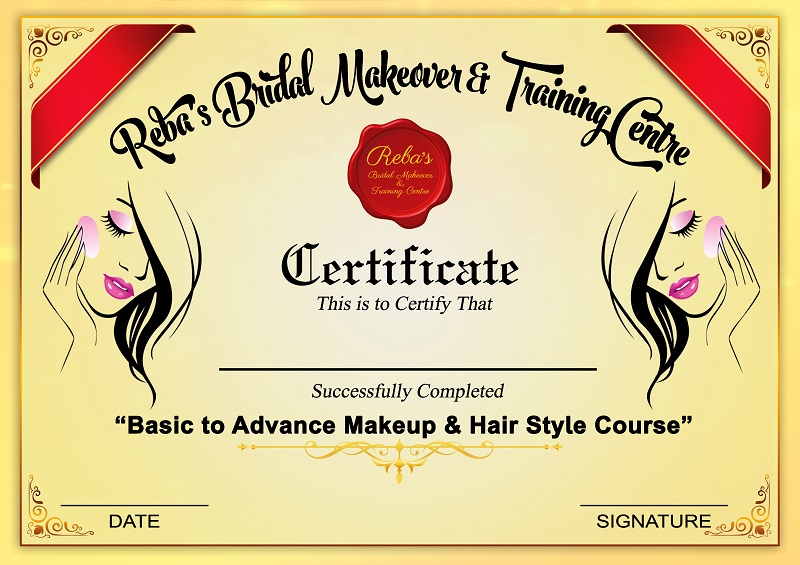 Reba's Bridal Makeover & Training Centre
Reba's
Bridal Makeover
&
Training Centre
Certificate
This is to Certify That
Successfully Completed
“Basic to Advance Makeup & Hair Style Course”
DATE
SIGNATURE